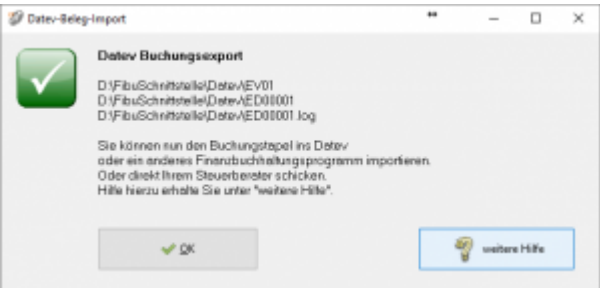 Datev-Beleg-Import
Datev Buchungsexport
D:\FibuSchnittstelle\Datev\EV01
D:\FibuSchnittstelle\Datev\ED00001
D:\FibuSchnittstelle\Datev\ED00001.log
Sie können nun den Buchungstapel ins Datev
oder ein anderes Finanzbuchhaltungsprogramm importieren.
Oder direkt Ihrem Steuerberater schicken.
Hilfe hierzu erhalte Sie unter "weitere Hilfe".
OK
weitere Hilfe